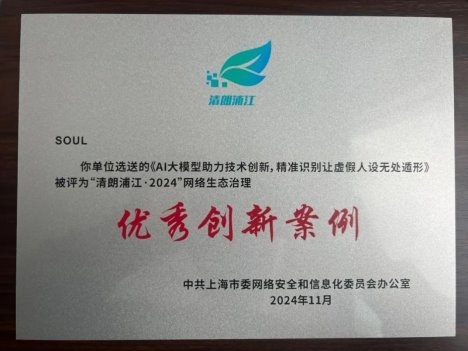 清朗浦江
SOUL
你单位选送的《AI大模型助力技术创新,精准识别让虚假人设无处遁形》
被评为“清朗浦江·2024”网络生态治理
优秀创新案例
中共上海市委网络安全和信息化委员会办公室
2024年11月